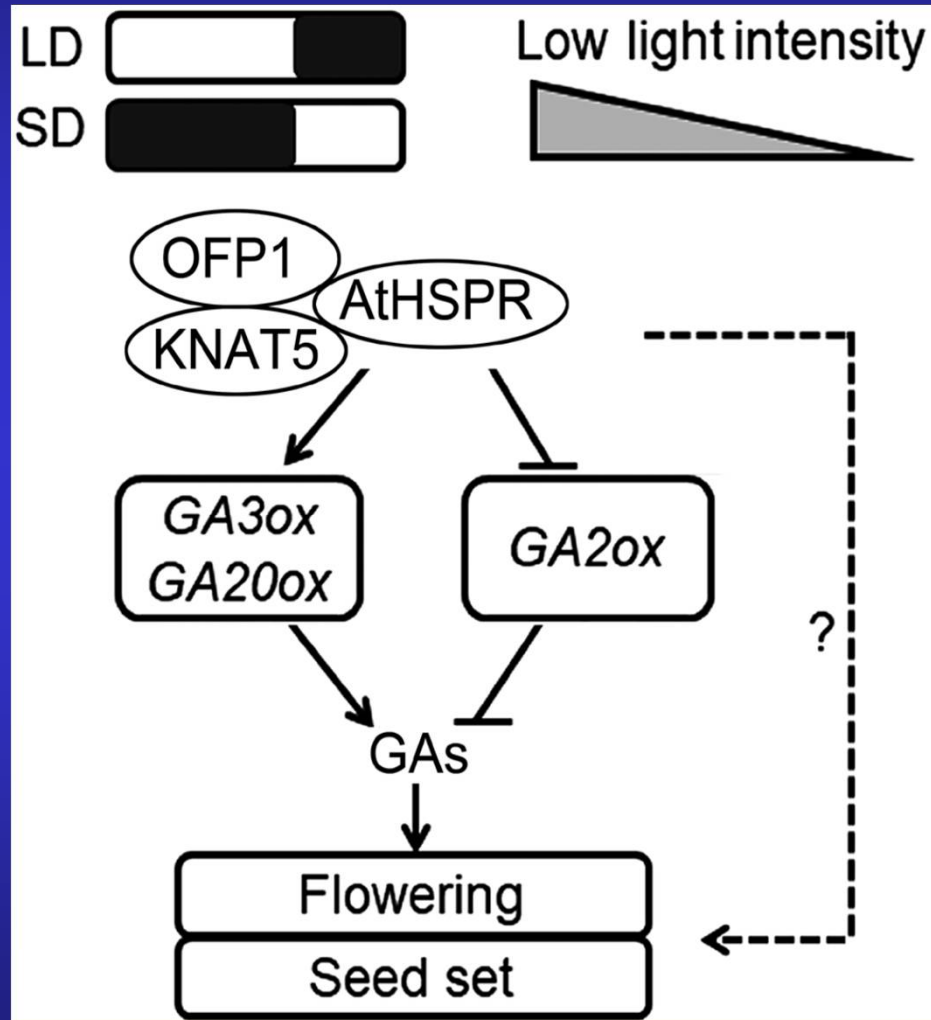 LD
Low light intensity
SD
OFP1
AtHSPR
KNAT5
GA3ox
GA20ox
GA2ox
?
GAs
Flowering
Seed set